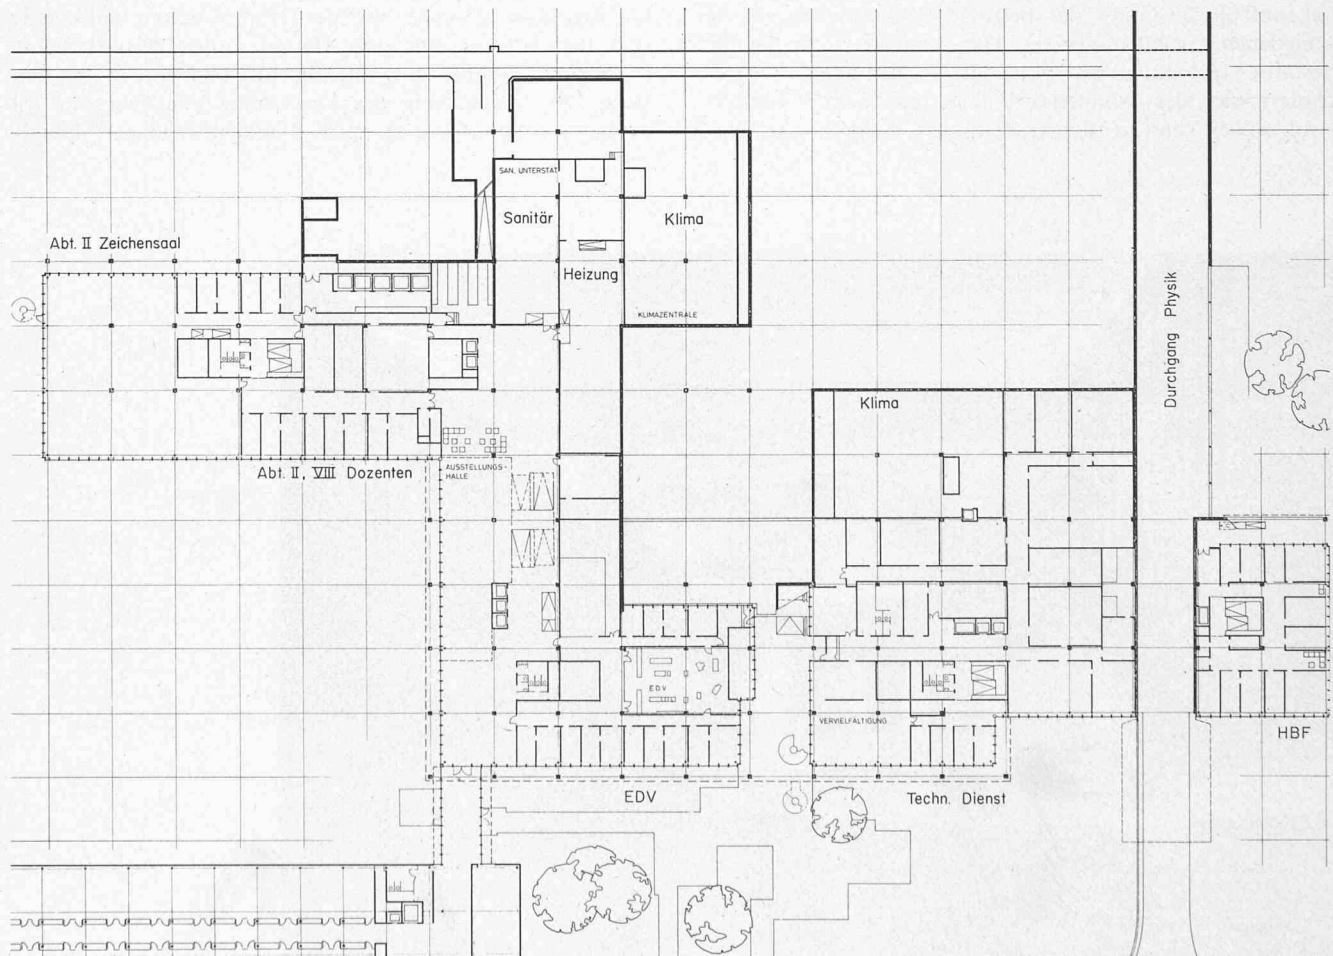 SAN. UNTERSTAT.
Sanitär
Klima
Abt. II Zeichensaal
Heizung
KLIMAZENTRALE
Durchgang Physik
Klima
Abt. II, VIII Dozenten
AUSSTELLUNGS-
HALLE
EDV
VERVIELFÄLTIGUNG
HBF
EDV
Techn. Dienst